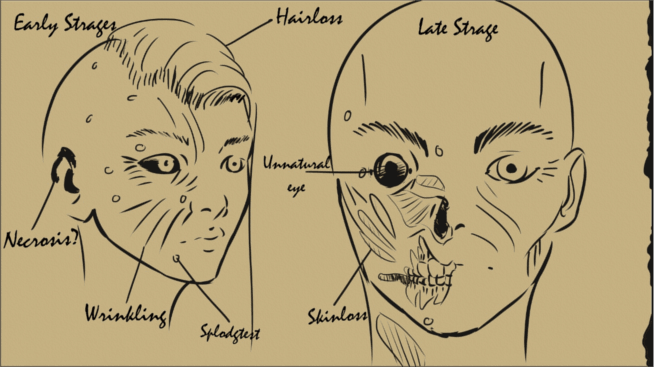 Early Strages
Hairloss
Late Strage
Unnatural
eye
Necrosis?
Wrinkling
Splodgtest
Skinloss